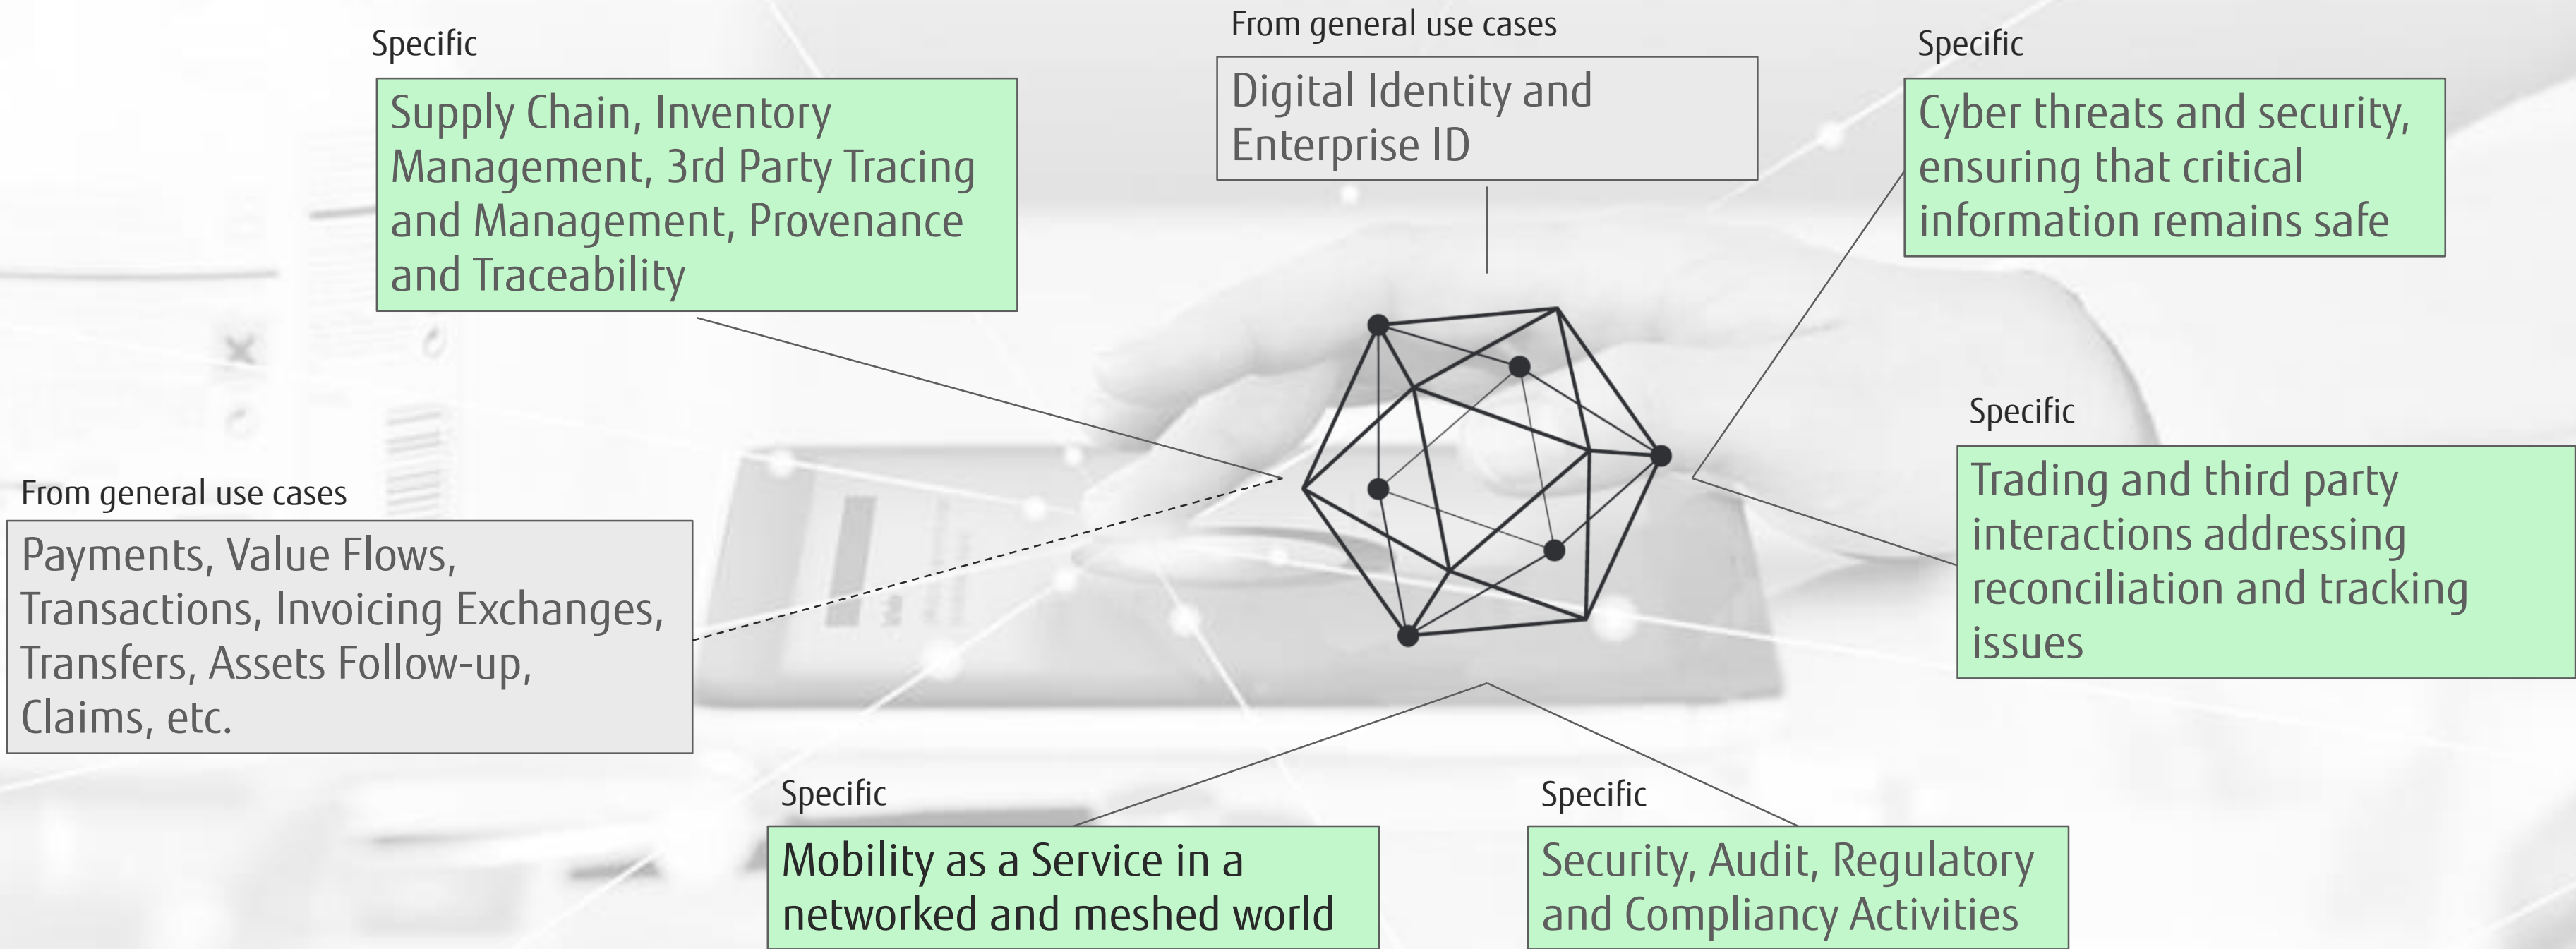 Specific
Supply Chain, Inventory
Management, 3rd Party Tracing
and Management, Provenance
and Traceability
From general use cases
Digital Identity and
Enterprise ID
Specific
Cyber threats and security,
ensuring that critical
information remains safe
From general use cases
Payments, Value Flows,
Transactions, Invoicing Exchanges,
Transfers, Assets Follow-up,
Claims, etc.
Specific
Trading and third party
interactions addressing
reconciliation and tracking
issues
Specific
Mobility as a Service in a
networked and meshed world
Specific
Security, Audit, Regulatory
and Compliancy Activities